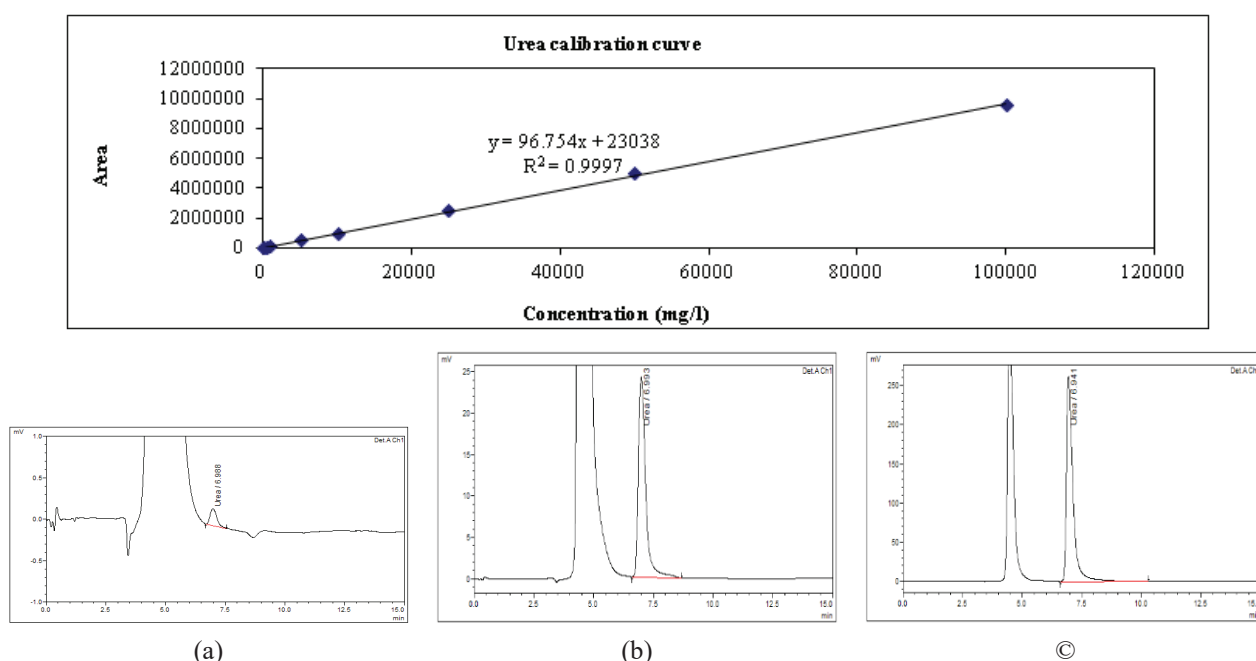 Urea calibration curve
12000000
10000000
8000000
6000000
4000000
2000000
0
Area
y = 96.754x + 23038
R² = 0.9997
0 20000 40000 60000 80000 100000 120000
Concentration (mg/l)
mV
Det.A Ch1
1.0
0.5
0.0
-0.5
-1.0
Urea / 6.988
0.0 2.5 5.0 7.5 10.0 12.5 15.0
min
(a)
mV
Det.A Ch1
25
20
15
10
5
0
Urea / 6.993
0.0 2.5 5.0 7.5 10.0 12.5 15.0
min
(b)
mV
Det.A Ch1
250
200
150
100
50
0
Urea / 6.941
0.0 2.5 5.0 7.5 10.0 12.5 15.0
min
©